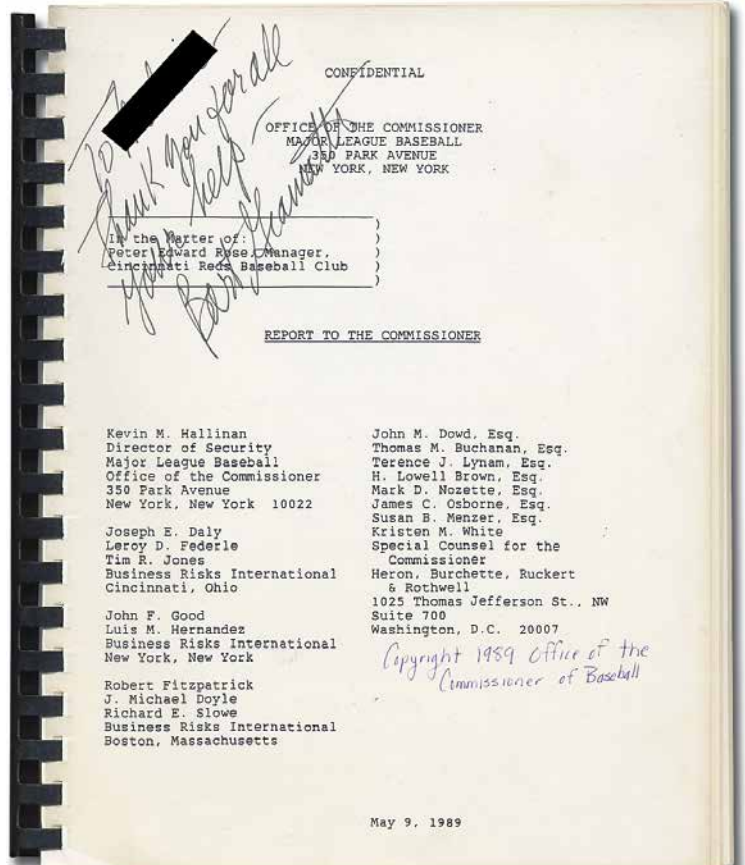 To
Thank you for all
your help —
Bart Giamatti
CONFIDENTIAL
OFFICE OF THE COMMISSIONER
MAJOR LEAGUE BASEBALL
350 PARK AVENUE
NEW YORK, NEW YORK
In the Matter of:
Peter Edward Rose, Manager,
Cincinnati Reds Baseball Club
REPORT TO THE COMMISSIONER
Kevin M. Hallinan
Director of Security
Major League Baseball
Office of the Commissioner
350 Park Avenue
New York, New York 10022
Joseph E. Daly
Leroy D. Federle
Tim R. Jones
Business Risks International
Cincinnati, Ohio
John F. Good
Luis M. Hernandez
Business Risks International
New York, New York
Robert Fitzpatrick
J. Michael Doyle
Richard E. Slowe
Business Risks International
Boston, Massachusetts
John M. Dowd, Esq.
Thomas M. Buchanan, Esq.
Terence J. Lynam, Esq.
H. Lowell Brown, Esq.
Mark D. Nozette, Esq.
James C. Osborne, Esq.
Susan B. Menzer, Esq.
Kristen M. White
Special Counsel for the
Commissioner
Heron, Burchette, Ruckert
& Rothwell
1025 Thomas Jefferson St., NW
Suite 700
Washington, D.C. 20007
Copyright 1989 Office of the
Commissioner of Baseball
May 9, 1989